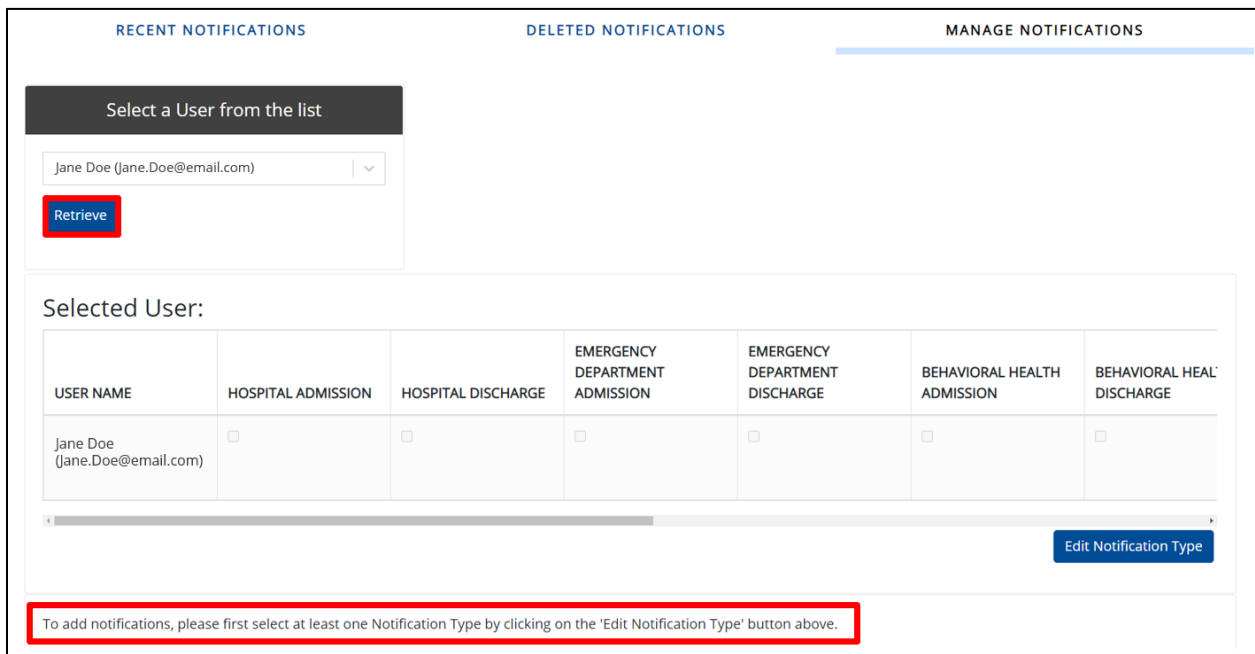 RECENT NOTIFICATIONS
DELETED NOTIFICATIONS
MANAGE NOTIFICATIONS
Select a User from the list
Jane Doe (Jane.Doe@email.com)
Retrieve
Selected User:
USER NAME
HOSPITAL ADMISSION
HOSPITAL DISCHARGE
EMERGENCY
DEPARTMENT
ADMISSION
EMERGENCY
DEPARTMENT
DISCHARGE
BEHAVIORAL HEALTH
ADMISSION
BEHAVIORAL HEAL
DISCHARGE
Jane Doe
(Jane.Doe@email.com)
Edit Notification Type
To add notifications, please first select at least one Notification Type by clicking on the 'Edit Notification Type' button above.